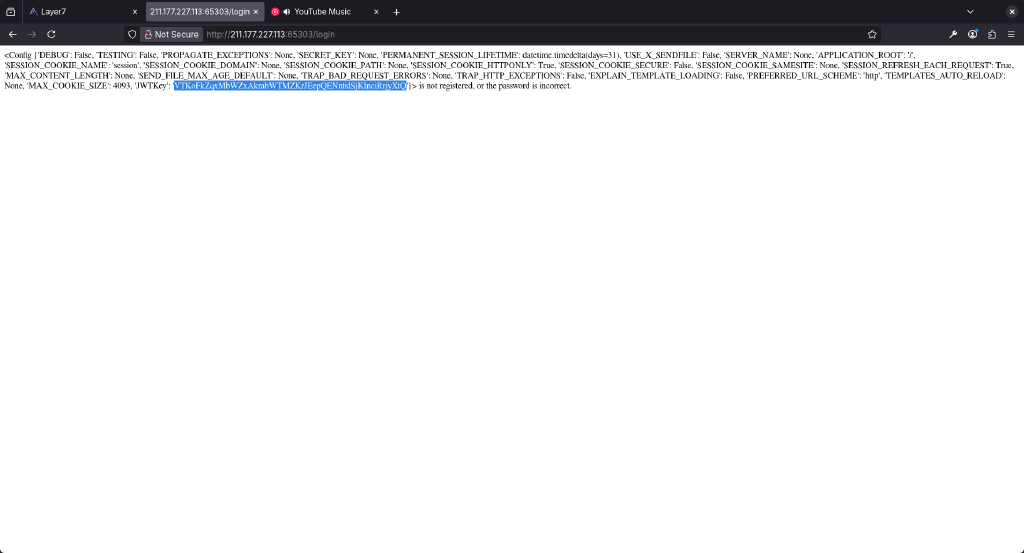 Layer7
211.177.227.113:65303/login
YouTube Music
Not Secure
http://211.177.227.113:65303/login
<Config {'DEBUG': False, 'TESTING': False, 'PROPAGATE_EXCEPTIONS': None, 'SECRET_KEY': None, 'PERMANENT_SESSION_LIFETIME': datetime.timedelta(days=31), 'USE_X_SENDFILE': False, 'SERVER_NAME': None, 'APPLICATION_ROOT': '/',
'SESSION_COOKIE_NAME': 'session', 'SESSION_COOKIE_DOMAIN': None, 'SESSION_COOKIE_PATH': None, 'SESSION_COOKIE_HTTPONLY': True, 'SESSION_COOKIE_SECURE': False, 'SESSION_COOKIE_SAMESITE': None, 'SESSION_REFRESH_EACH_REQUEST': True,
'MAX_CONTENT_LENGTH': None, 'SEND_FILE_MAX_AGE_DEFAULT': None, 'TRAP_BAD_REQUEST_ERRORS': None, 'TRAP_HTTP_EXCEPTIONS': False, 'EXPLAIN_TEMPLATE_LOADING': False, 'PREFERRED_URL_SCHEME': 'http', 'TEMPLATES_AUTO_RELOAD':
None, 'MAX_COOKIE_SIZE': 4093, 'JWTKey': '}> is not registered, or the password is incorrect.